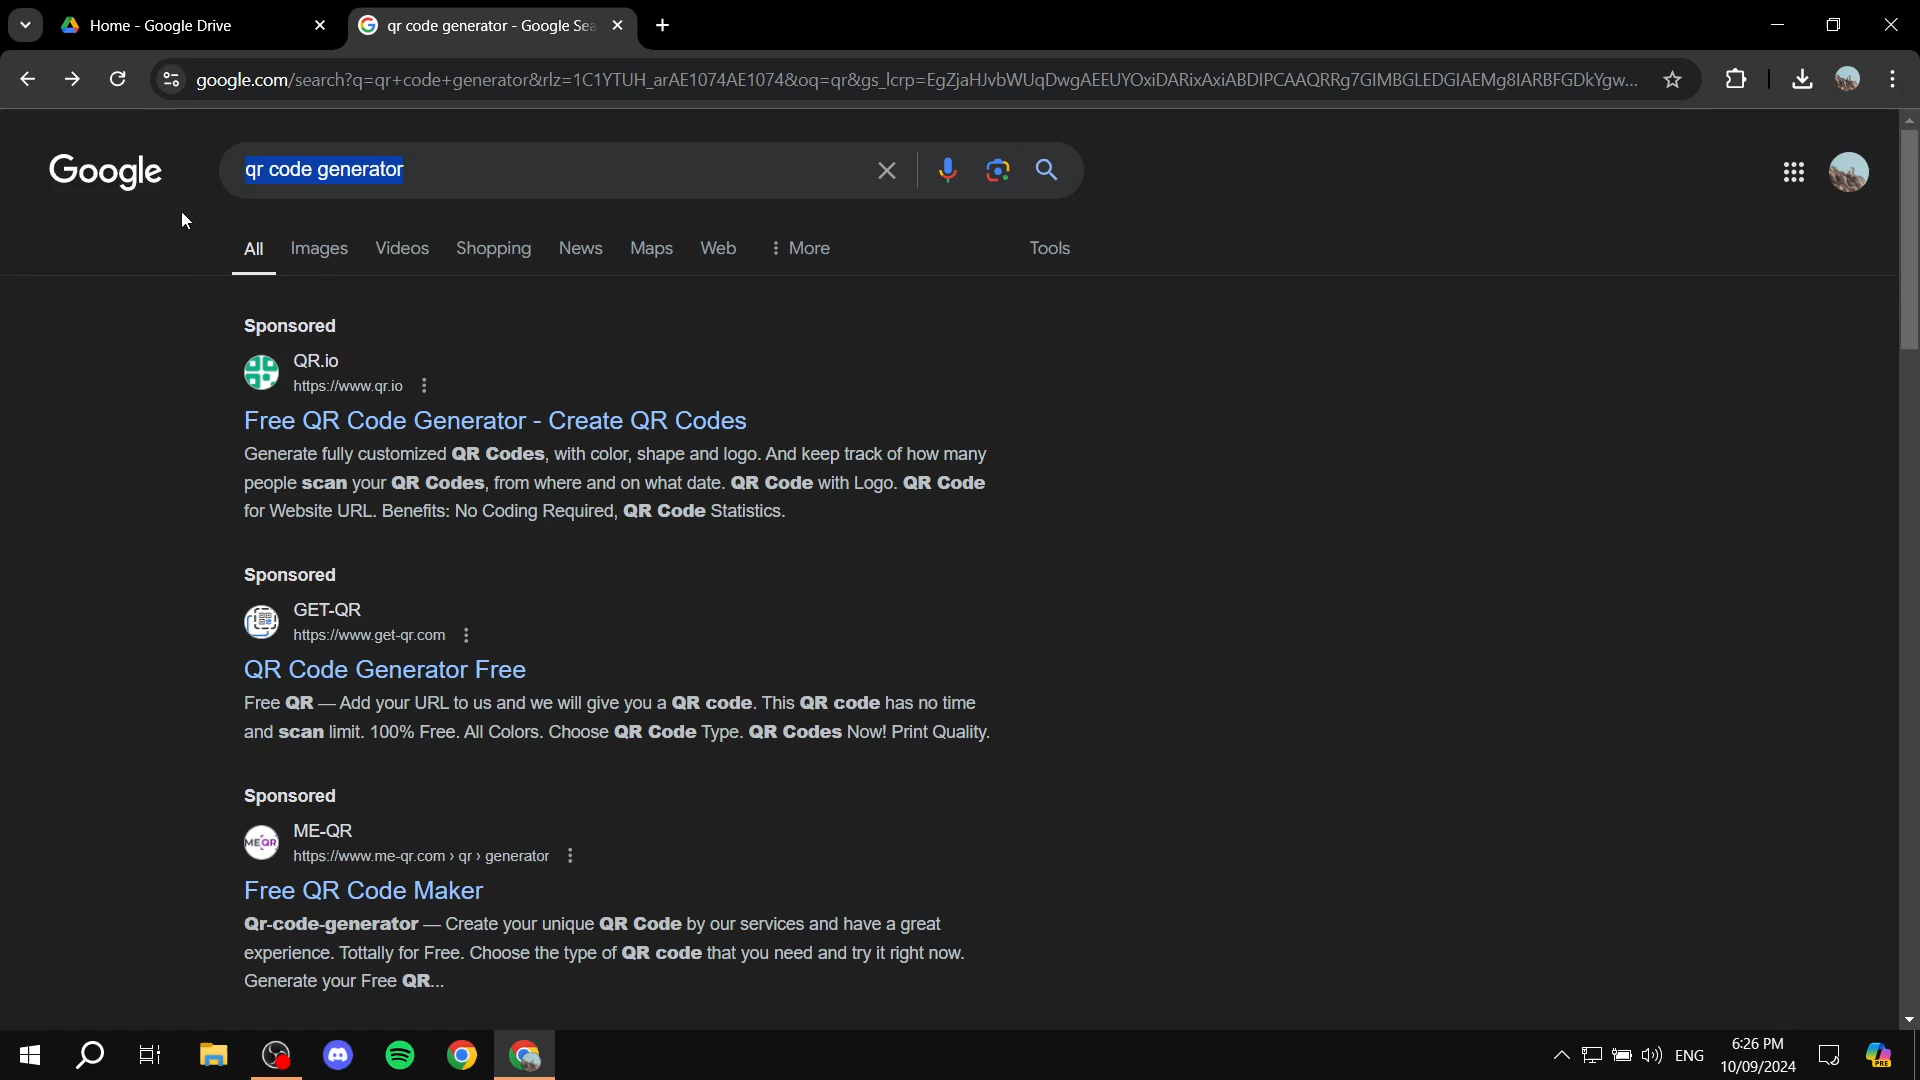 Home - Google Drive
qr code generator - Google Sea
google.com/search?q=qr+code+generator&rlz=1C1YTUH_arAE1074AE1074&oq=qr&gs_lcrp=EgZjaHJvbWUqDwgAEEUYOxiDARixAxiABDIPCAAQRRg7GIMBGLEDGIAEMg8IARBFGDkYgw...
Google
qr code generator
All Images Videos Shopping News Maps Web More Tools
Sponsored
QR.io
https://www.qr.io
Free QR Code Generator - Create QR Codes
Generate fully customized QR Codes, with color, shape and logo. And keep track of how many
people scan your QR Codes, from where and on what date. QR Code with Logo. QR Code
for Website URL. Benefits: No Coding Required, QR Code Statistics.
Sponsored
GET-QR
https://www.get-qr.com
QR Code Generator Free
Free QR — Add your URL to us and we will give you a QR code. This QR code has no time
and scan limit. 100% Free. All Colors. Choose QR Code Type. QR Codes Now! Print Quality.
Sponsored
MEQR
ME-QR
https://www.me-qr.com › qr › generator
Free QR Code Maker
Qr-code-generator — Create your unique QR Code by our services and have a great
experience. Tottally for Free. Choose the type of QR code that you need and try it right now.
Generate your Free QR...
ENG
6:26 PM
10/09/2024
PRE